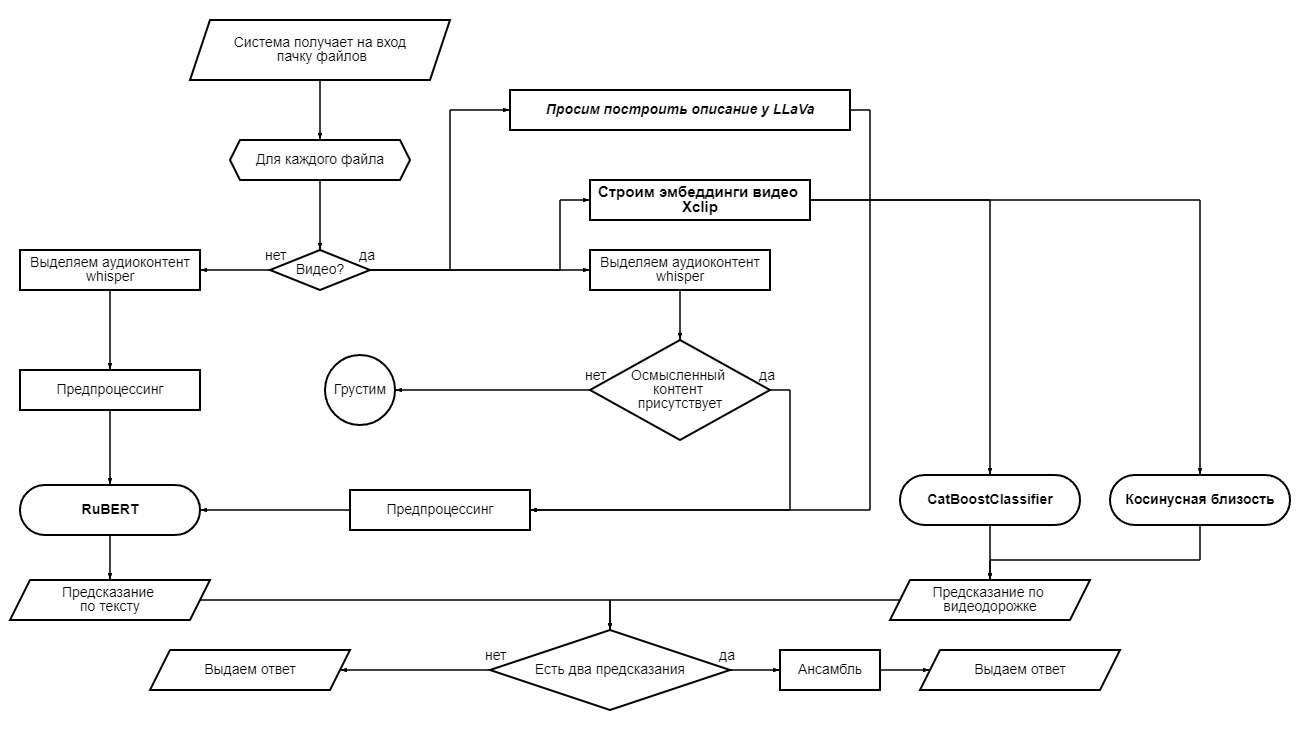 Система получает на вход
пачку файлов
Просим построить описание у LLaVa
Для каждого файла
Строим эмбеддинги видео
Xclip
нет
да
Выделяем аудиоконтент
whisper
Видео?
Выделяем аудиоконтент
whisper
Предпроцессинг
Грустим
нет
Осмысленный
контент
присутствует
да
RuBERT
Предпроцессинг
CatBoostClassifier
Косинусная близость
Предсказание
по тексту
Предсказание по
видеодорожке
Выдаем ответ
нет
Есть два предсказания
да
Ансамбль
Выдаем ответ